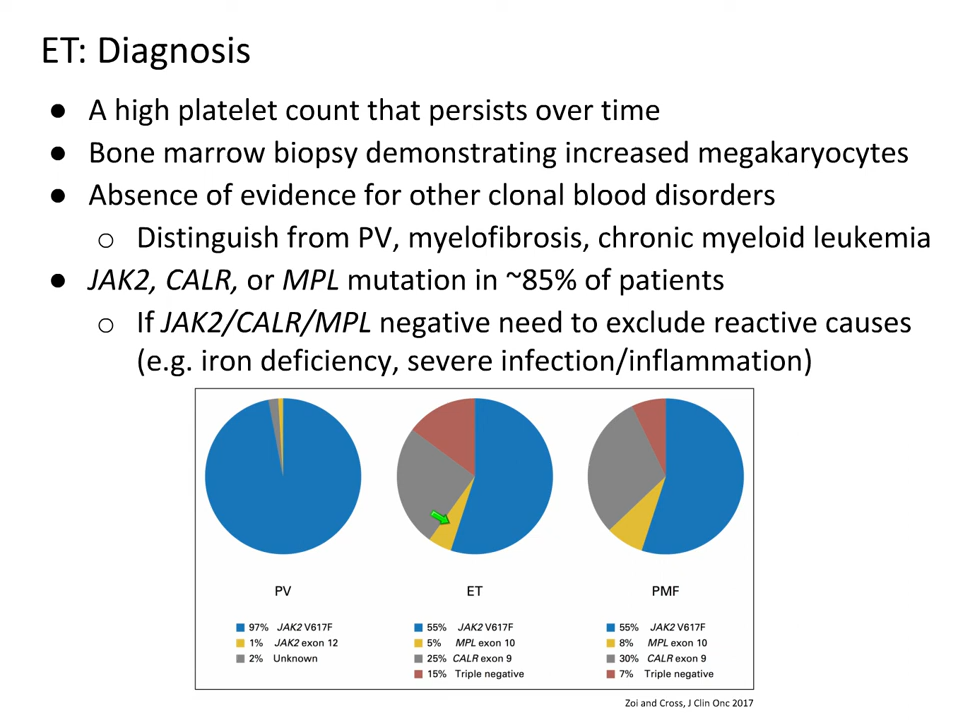 ET: Diagnosis
● A high platelet count that persists over time
● Bone marrow biopsy demonstrating increased megakaryocytes
● Absence of evidence for other clonal blood disorders
○ Distinguish from PV, myelofibrosis, chronic myeloid leukemia
● JAK2, CALR, or MPL mutation in ~85% of patients
○ If JAK2/CALR/MPL negative need to exclude reactive causes
(e.g. iron deficiency, severe infection/inflammation)
PV
97% JAK2 V617F
1% JAK2 exon 12
2% Unknown
ET
55% JAK2 V617F
5% MPL exon 10
25% CALR exon 9
15% Triple negative
PMF
55% JAK2 V617F
8% MPL exon 10
30% CALR exon 9
7% Triple negative
Zoi and Cross, J Clin Onc 2017